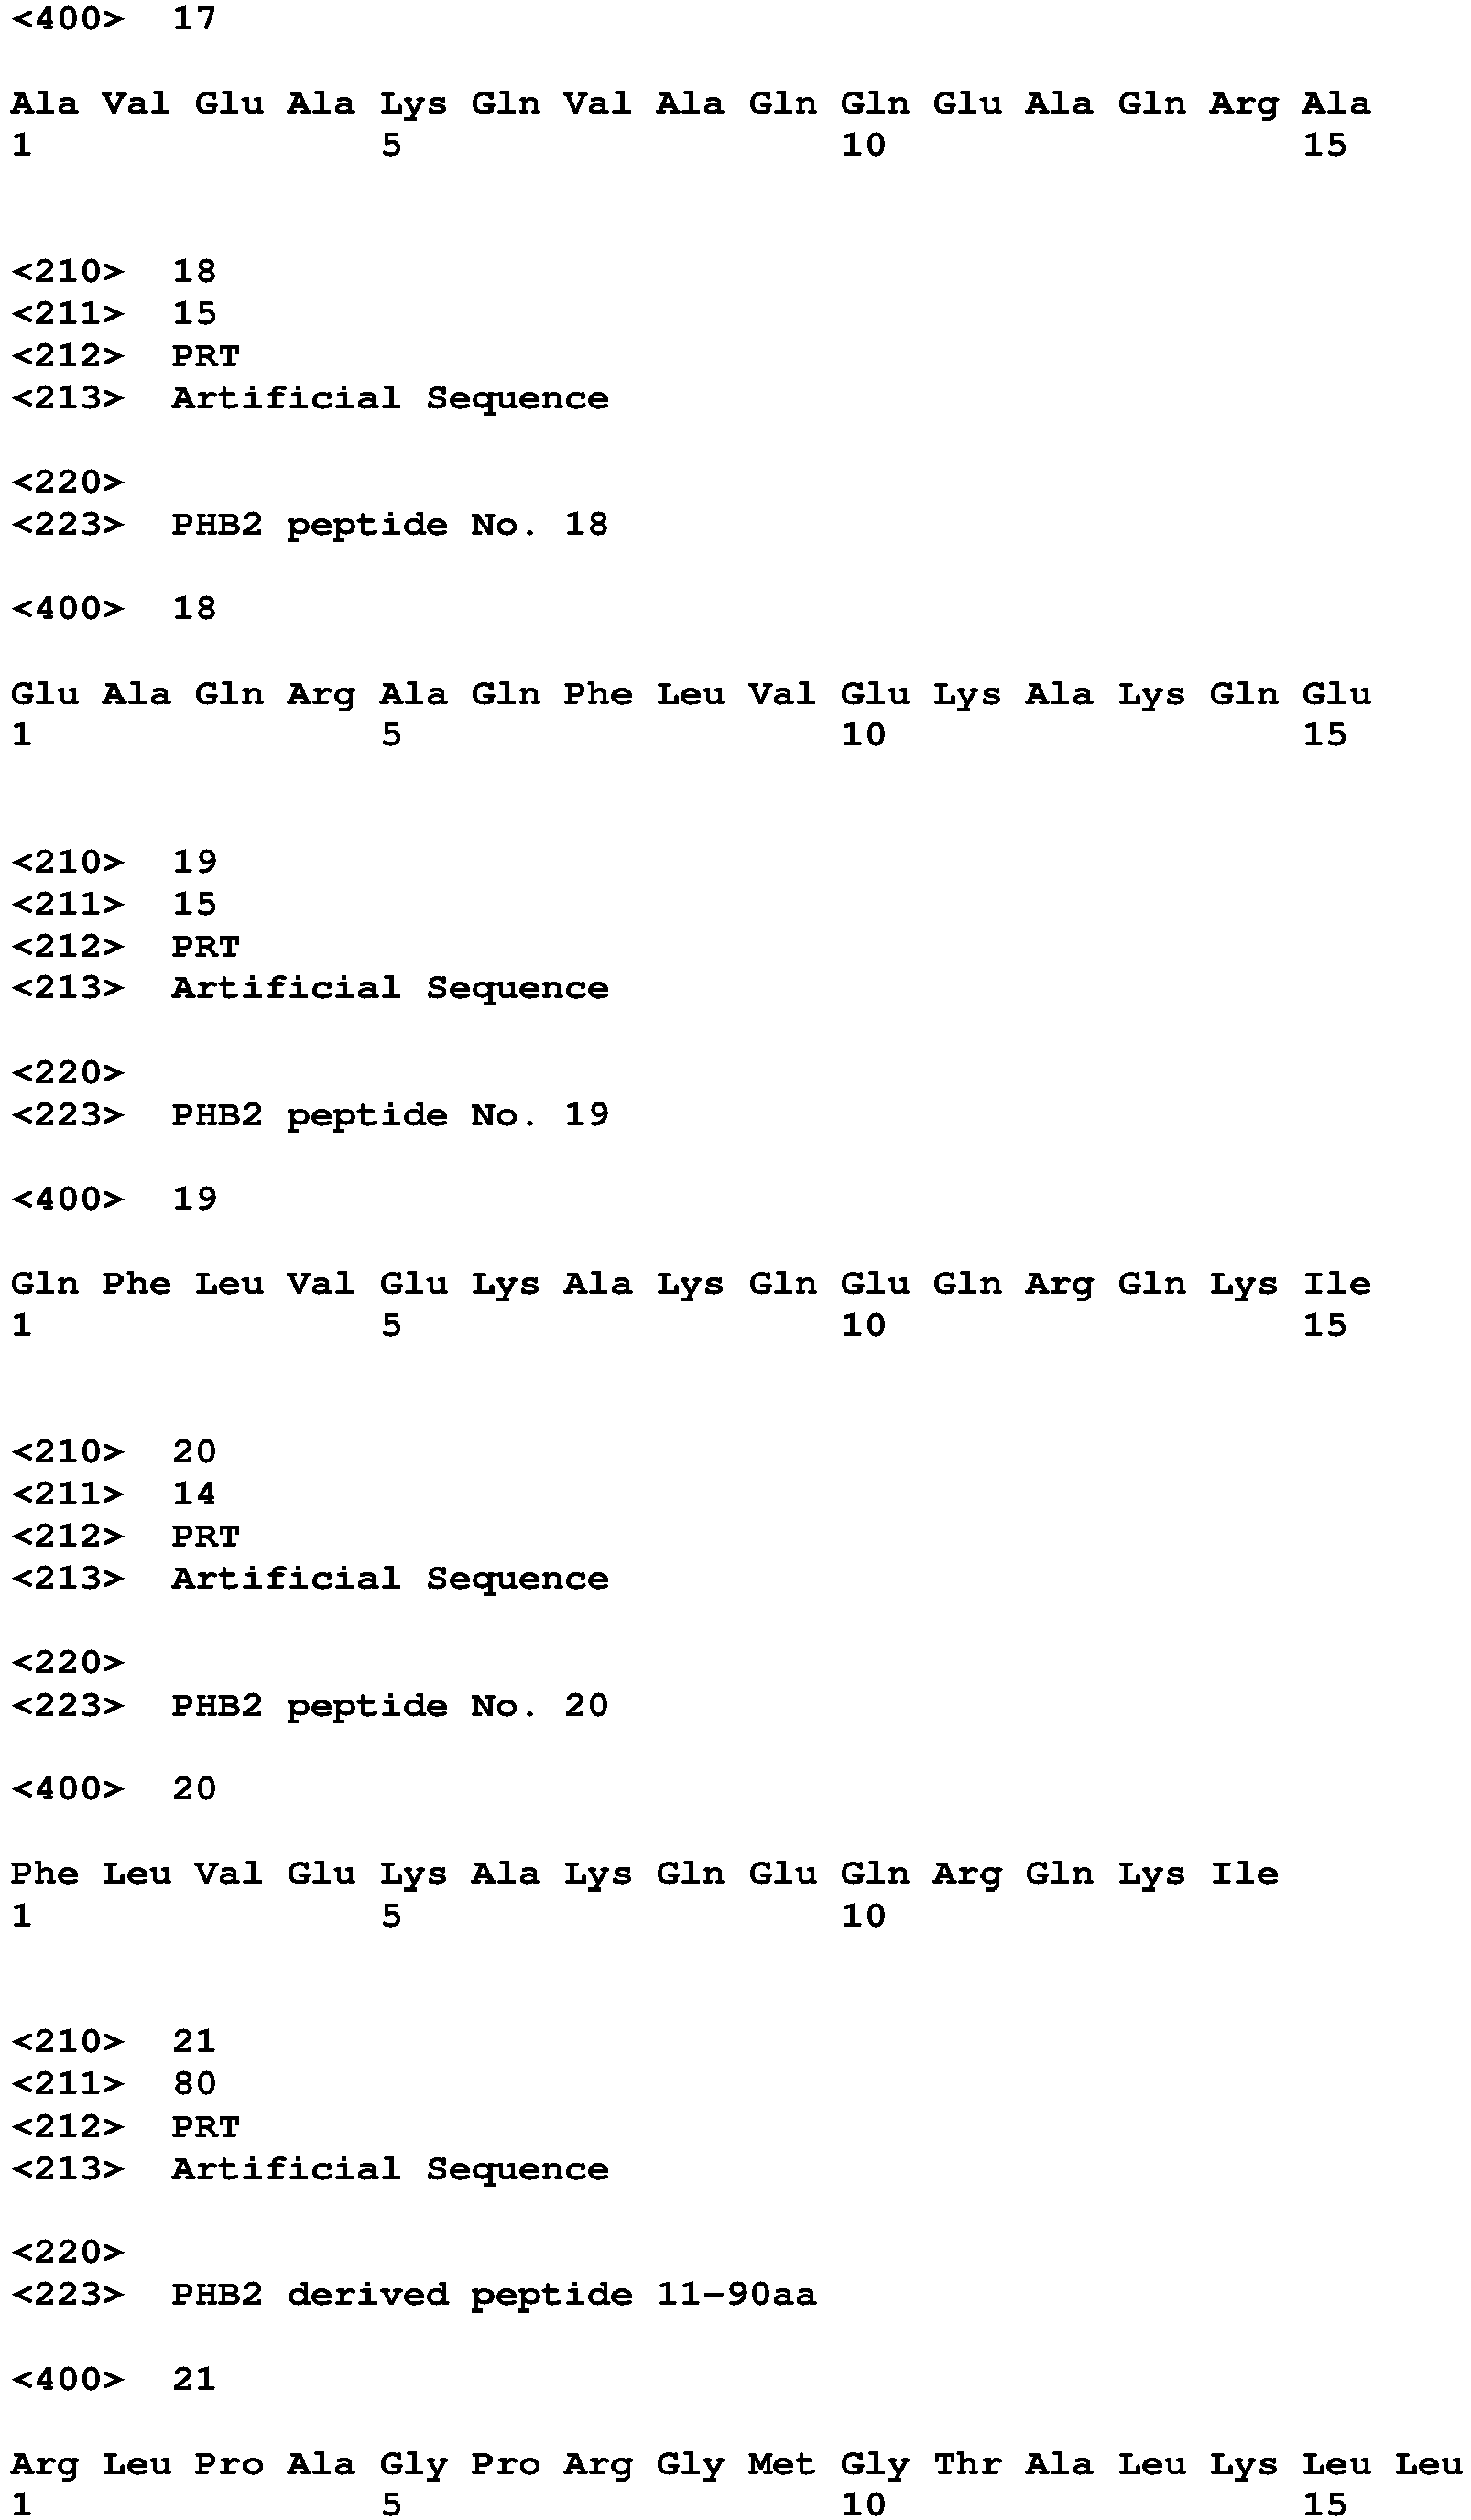 <400> 17
Ala Val Glu Ala Lys Gln Val Ala Gln Gln Glu Ala Gln Arg Ala
1 5 10 15
<210> 18
<211> 15
<212> PRT
<213> Artificial Sequence
<220>
<223> PHB2 peptide No. 18
<400> 18
Glu Ala Gln Arg Ala Gln Phe Leu Val Glu Lys Ala Lys Gln Glu
1 5 10 15
<210> 19
<211> 15
<212> PRT
<213> Artificial Sequence
<220>
<223> PHB2 peptide No. 19
<400> 19
Gln Phe Leu Val Glu Lys Ala Lys Gln Glu Gln Arg Gln Lys Ile
1 5 10 15
<210> 20
<211> 14
<212> PRT
<213> Artificial Sequence
<220>
<223> PHB2 peptide No. 20
<400> 20
Phe Leu Val Glu Lys Ala Lys Gln Glu Gln Arg Gln Lys Ile
1 5 10
<210> 21
<211> 80
<212> PRT
<213> Artificial Sequence
<220>
<223> PHB2 derived peptide 11-90aa
<400> 21
Arg Leu Pro Ala Gly Pro Arg Gly Met Gly Thr Ala Leu Lys Leu Leu
1 5 10 15